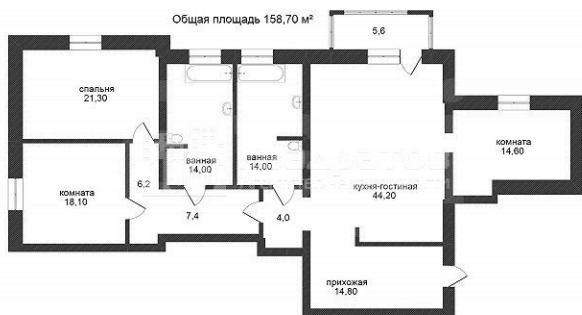 Общая площадь 158,70 м²
5,6
спальня
21,30
ванная
14,00
ванная
14,00
комната
14,60
комната
18,10
6,2
7,4
4,0
кухня-гостиная
44,20
прихожая
14,80